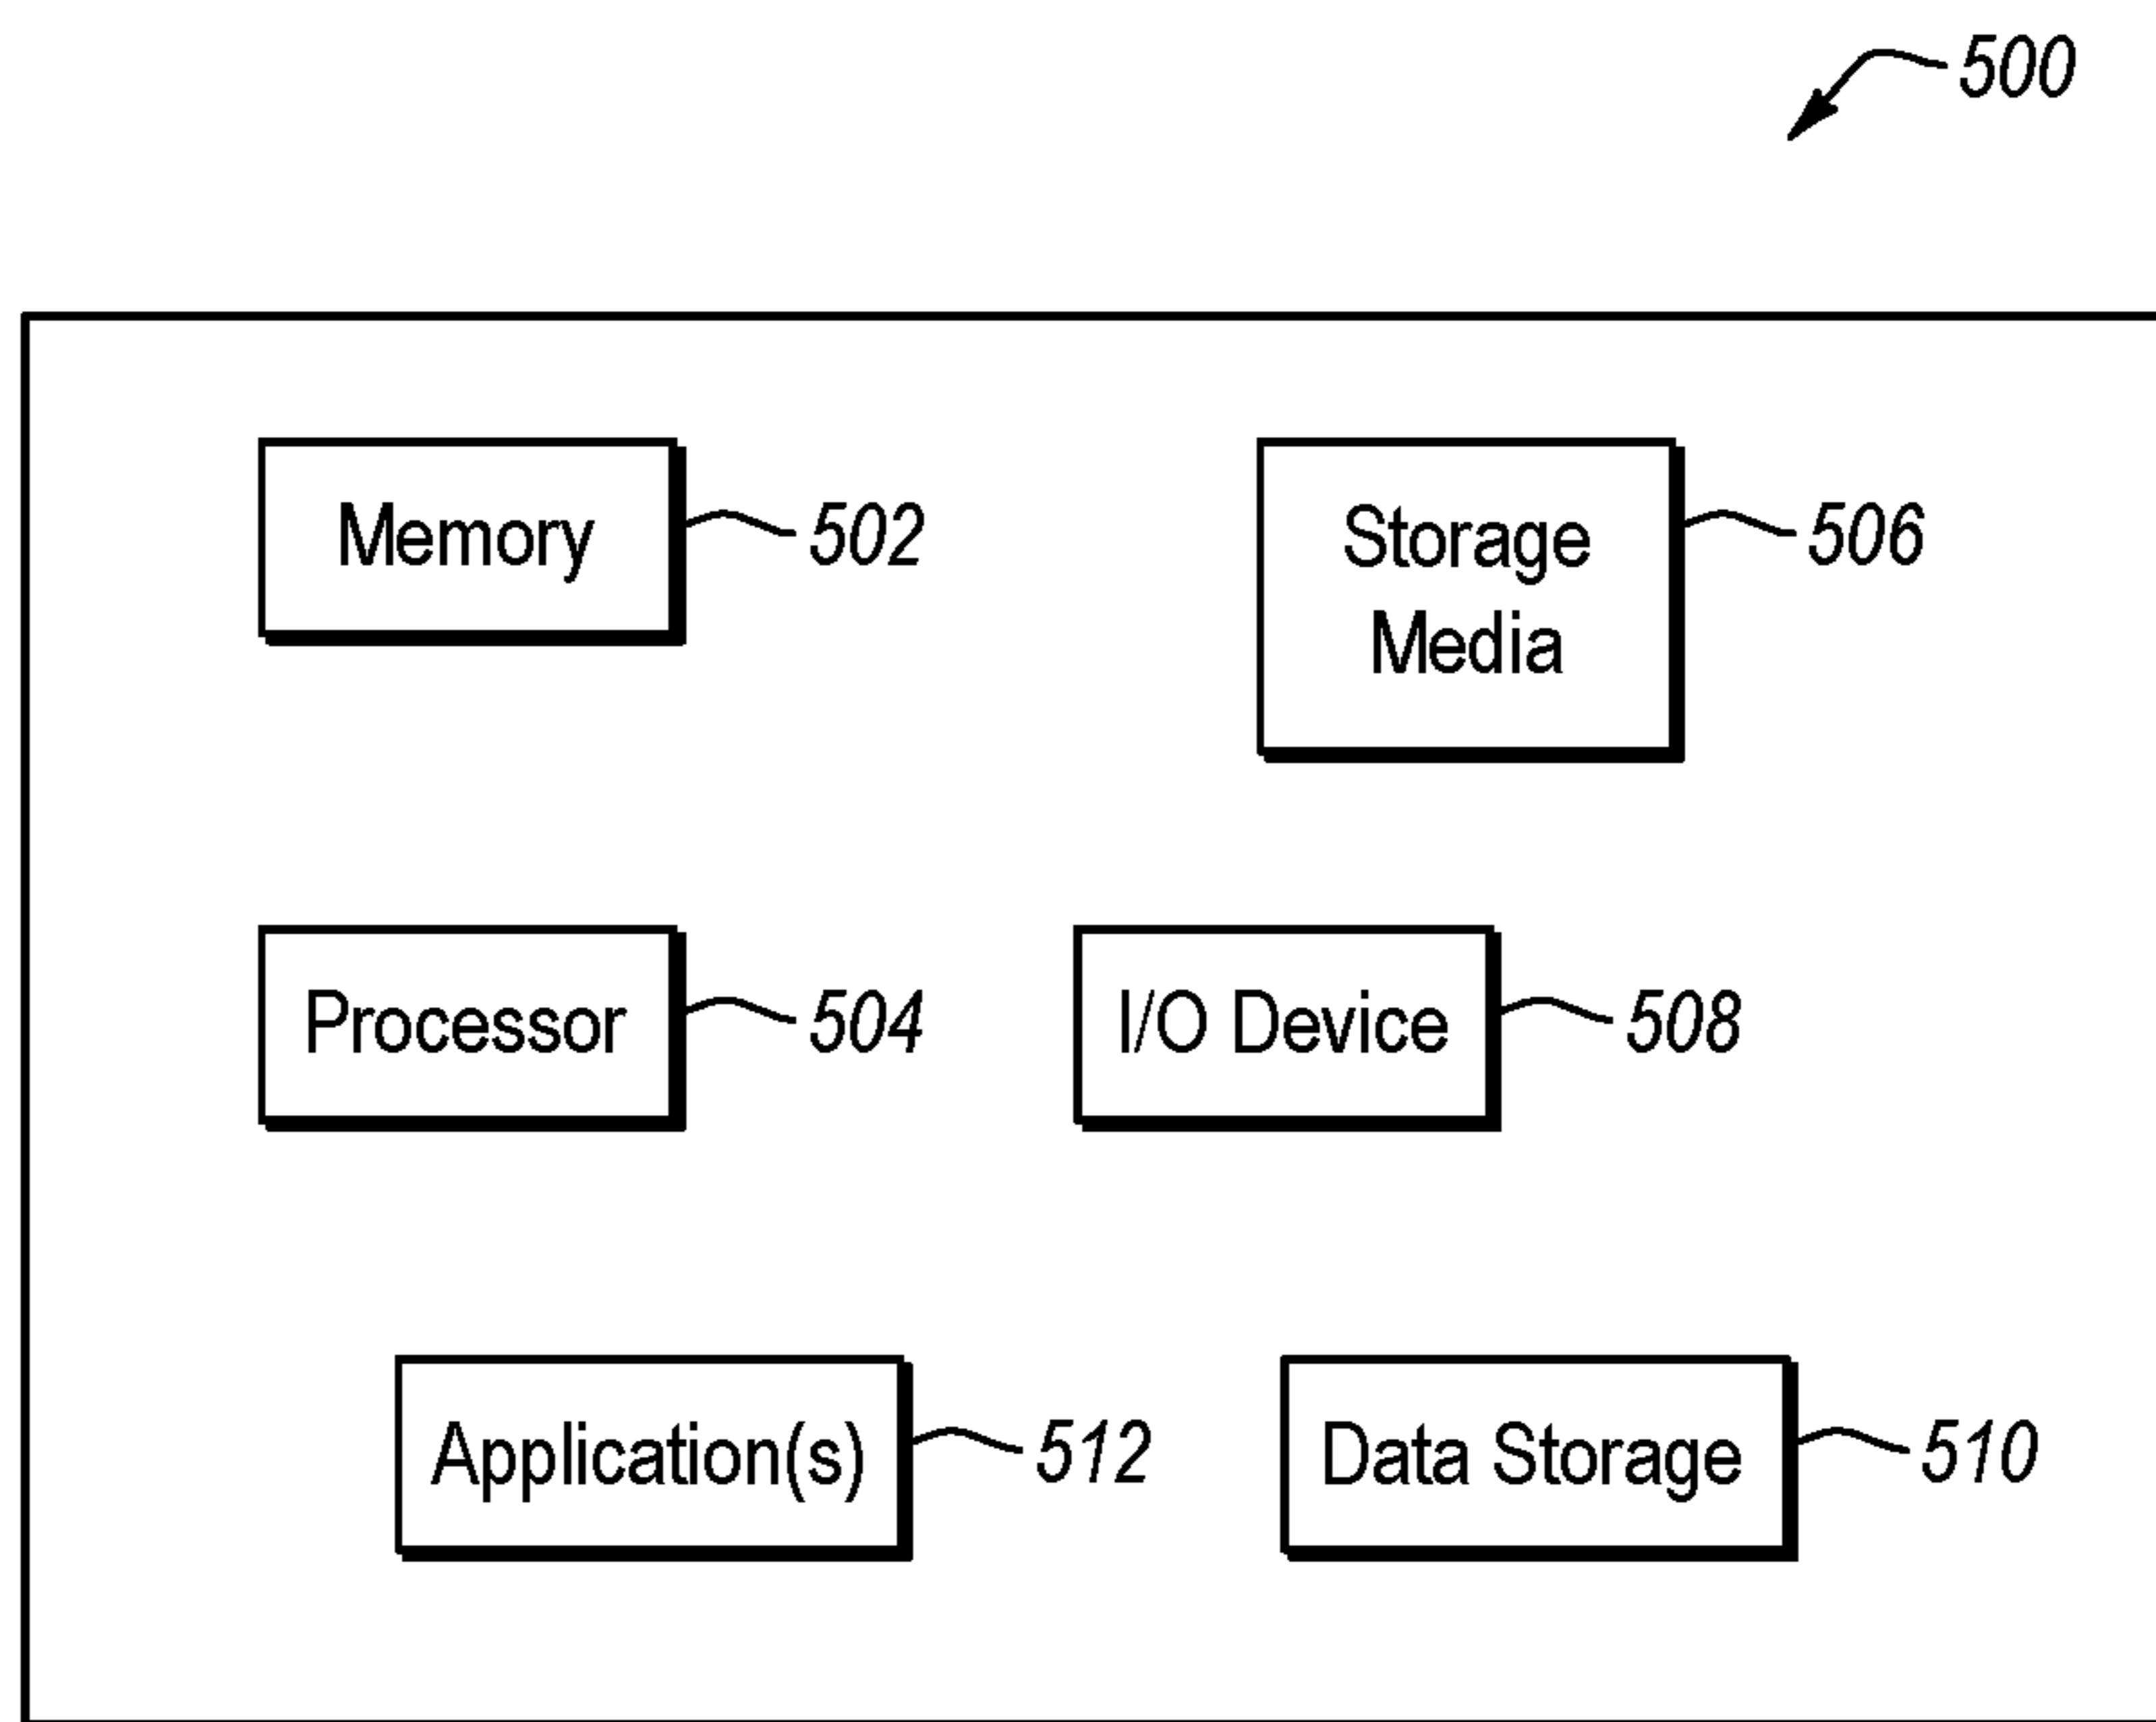 500
Memory 502
Storage 506
Media
Processor 504
I/O Device 508
Application(s) 512
Data Storage 510